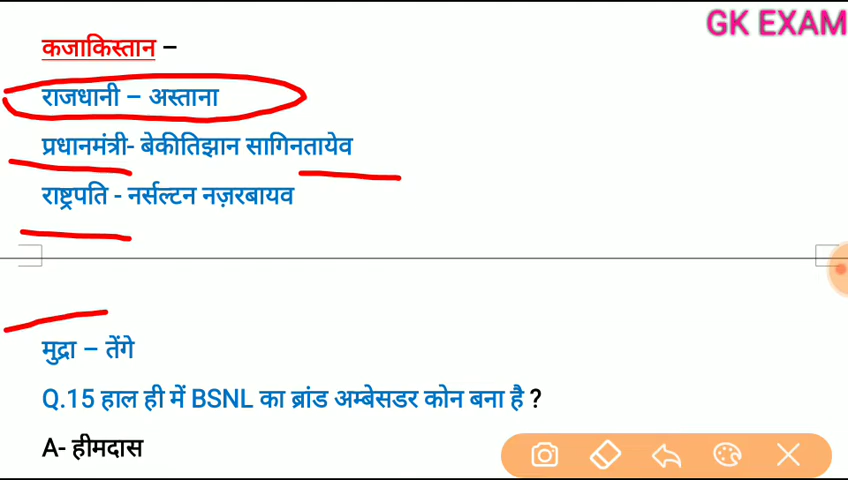 GK EXAM
कजाकिस्तान –
राजधानी – अस्ताना
प्रधानमंत्री- बेकीतिझान सागिनतायेव
राष्ट्रपति - नर्सल्टन नज़रबायव
मुद्रा – तेंगे
Q.15 हाल ही में BSNL का ब्रांड अम्बेसडर कोन बना है ?
A- हीमदास